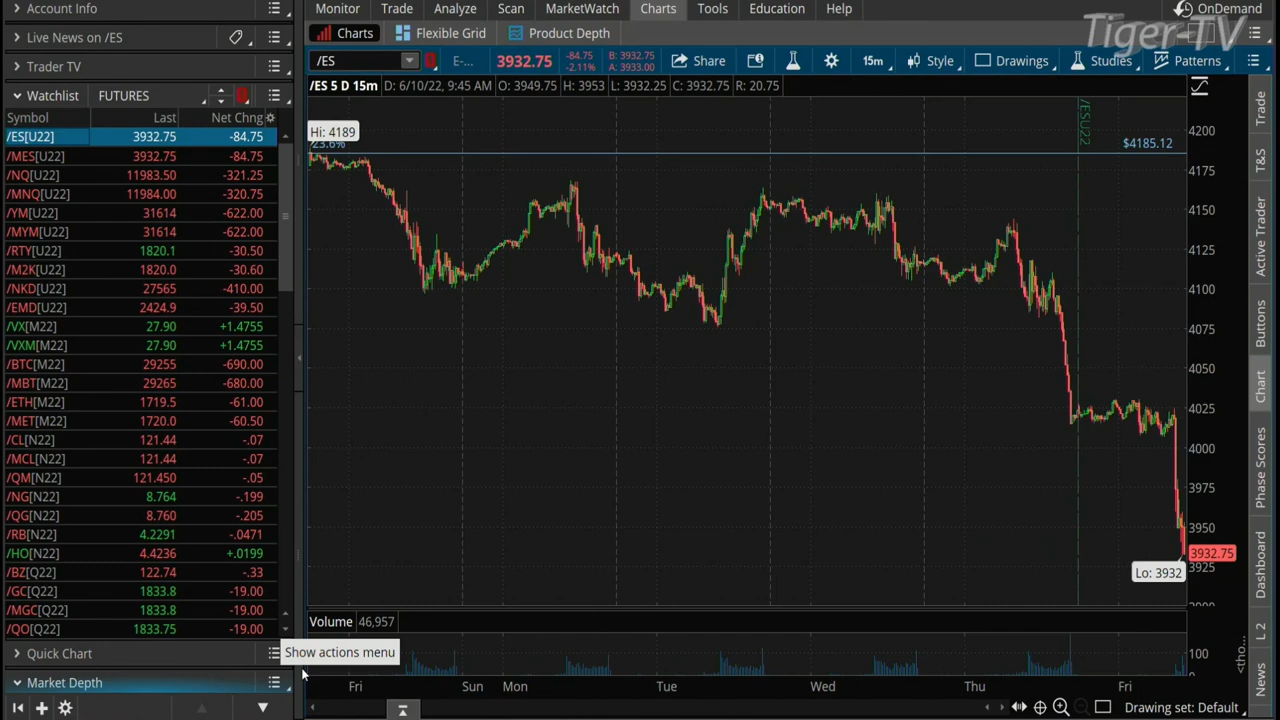 Account Info
Monitor Trade Analyze Scan MarketWatch Charts Tools Education Help
OnDemand
Tiger-TV
Live News on /ES
Charts Flexible Grid Product Depth
Trader TV
/ES E-... 3932.75 -84.75 -2.11% B: 3932.75 A: 3933.00 Share 15m Style Drawings Studies Patterns
Watchlist FUTURES
/ES 5 D 15m D: 6/10/22, 9:45 AM O: 3949.75 H: 3953 L: 3932.25 C: 3932.75 R: 20.75
Symbol Last Net Chng
/ES[U22] 3932.75 -84.75
/MES[U22] 3932.75 -84.75
/NQ[U22] 11983.50 -321.25
/MNQ[U22] 11984.00 -320.75
/YM[U22] 31614 -622.00
/MYM[U22] 31614 -622.00
/RTY[U22] 1820.1 -30.50
/M2K[U22] 1820.0 -30.60
/NKD[U22] 27565 -410.00
/EMD[U22] 2424.9 -39.50
/VX[M22] 27.90 +1.4755
/VXM[M22] 27.90 +1.4755
/BTC[M22] 29255 -690.00
/MBT[M22] 29265 -680.00
/ETH[M22] 1719.5 -61.00
/MET[M22] 1720.0 -60.50
/CL[N22] 121.44 -.07
/MCL[N22] 121.44 -.07
/QM[N22] 121.450 -.05
/NG[N22] 8.764 -.199
/QG[N22] 8.760 -.205
/RB[N22] 4.2291 -.0471
/HO[N22] 4.4236 +.0199
/BZ[Q22] 122.74 -.33
/GC[Q22] 1833.8 -19.00
/MGC[Q22] 1833.8 -19.00
/QO[Q22] 1833.75 -19.00
Quick Chart
Show actions menu
Market Depth
Hi: 4189
23.6%
/ESU22
$4185.12
4200
4175
4150
4125
4100
4075
4050
4025
4000
3975
3950
3932.75
Lo: 3932
3925
3900
Volume 46,957
100
0
Fri Sun Mon Tue Wed Thu Fri
Drawing set: Default
Trade
T&S
Active Trader
Buttons
Chart
Phase Scores
Dashboard
L 2
News
<tho...